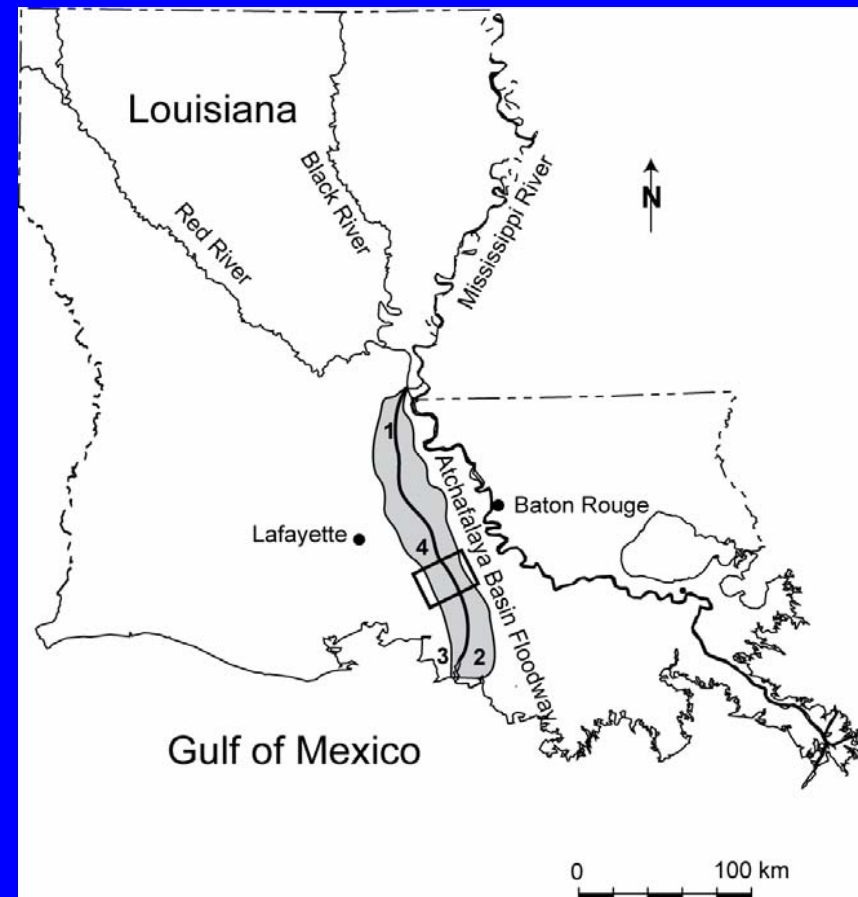 Louisiana
Black River
Red River
Mississippi River
N
1
Atchafalaya Basin Floodway
Baton Rouge
Lafayette
4
3
2
Gulf of Mexico
0 100 km